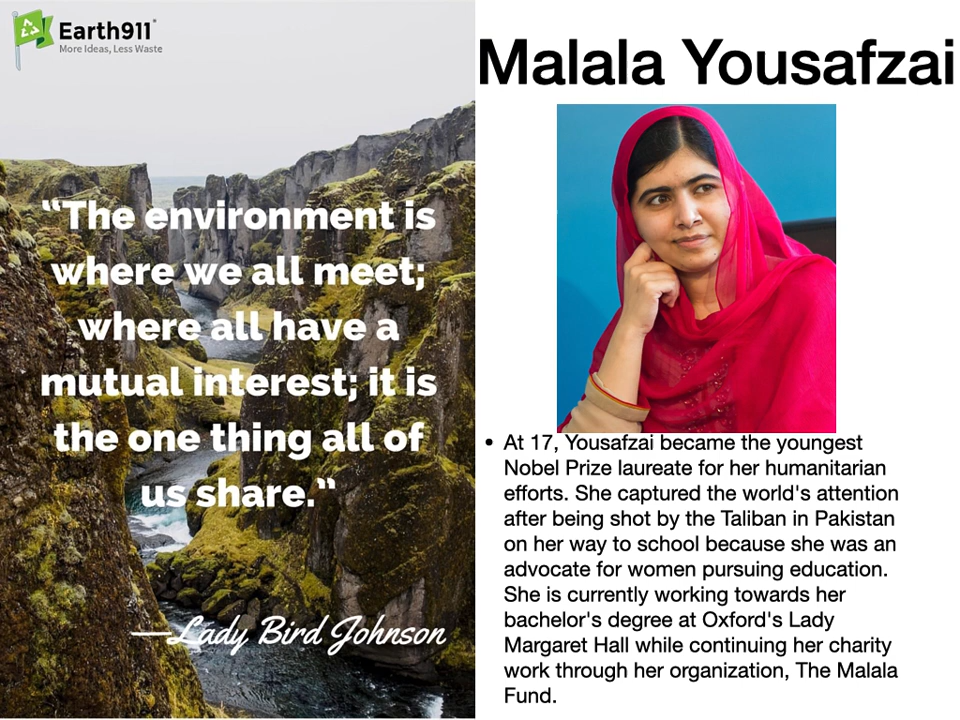 Earth911
More Ideas, Less Waste
“The environment is
where we all meet;
where all have a
mutual interest; it is
the one thing all of
us share.”
—Lady Bird Johnson
Malala Yousafzai
• At 17, Yousafzai became the youngest
Nobel Prize laureate for her humanitarian
efforts. She captured the world's attention
after being shot by the Taliban in Pakistan
on her way to school because she was an
advocate for women pursuing education.
She is currently working towards her
bachelor's degree at Oxford's Lady
Margaret Hall while continuing her charity
work through her organization, The Malala
Fund.